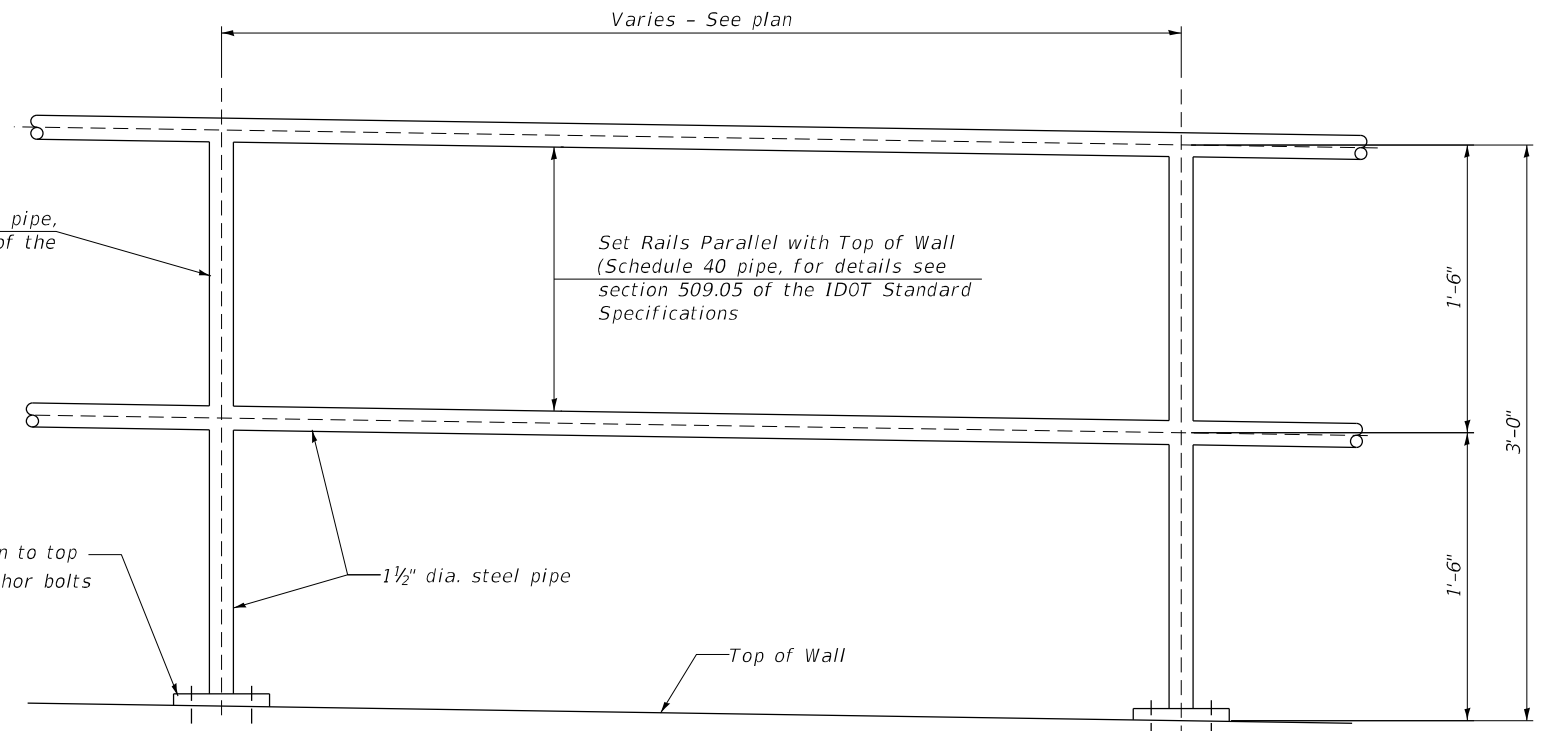 Varies - See plan
pipe,
of the
Set Rails Parallel with Top of Wall
(Schedule 40 pipe, for details see
section 509.05 of the IDOT Standard
Specifications
1'-6"
3'-0"
to top
bolts
1½" dia. steel pipe
1'-6"
Top of Wall